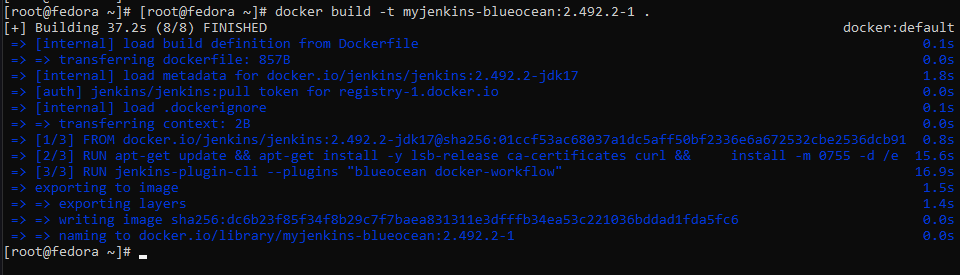 [root@fedora ~]# [root@fedora ~]# docker build -t myjenkins-blueocean:2.492.2-1 .
[+] Building 37.2s (8/8) FINISHED docker:default
=> [internal] load build definition from Dockerfile 0.1s
=> => transferring dockerfile: 857B 0.0s
=> [internal] load metadata for docker.io/jenkins/jenkins:2.492.2-jdk17 1.8s
=> [auth] jenkins/jenkins:pull token for registry-1.docker.io 0.0s
=> [internal] load .dockerignore 0.1s
=> => transferring context: 2B 0.0s
=> [1/3] FROM docker.io/jenkins/jenkins:2.492.2-jdk17@sha256:01ccf53ac68037a1dc5aff50bf2336e6a672532cbe2536dcb91 0.8s
=> [2/3] RUN apt-get update && apt-get install -y lsb-release ca-certificates curl && install -m 0755 -d /e 15.6s
=> [3/3] RUN jenkins-plugin-cli --plugins "blueocean docker-workflow" 16.9s
=> exporting to image 1.5s
=> => exporting layers 1.4s
=> => writing image sha256:dc6b23f85f34f8b29c7f7baea831311e3dfffb34ea53c221036bddad1fda5fc6 0.0s
=> => naming to docker.io/library/myjenkins-blueocean:2.492.2-1 0.0s
[root@fedora ~]#